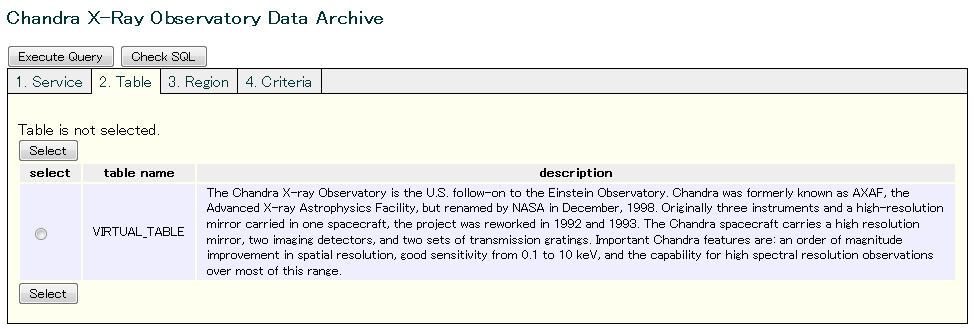 Chandra X-Ray Observatory Data Archive
Execute Query Check SQL
1. Service 2. Table 3. Region 4. Criteria
Table is not selected.
Select
select table name description
The Chandra X-ray Observatory is the U.S. follow-on to the Einstein Observatory. Chandra was formerly known as AXAF, the
Advanced X-ray Astrophysics Facility, but renamed by NASA in December, 1998. Originally three instruments and a high-resolution
mirror carried in one spacecraft, the project was reworked in 1992 and 1993. The Chandra spacecraft carries a high resolution
VIRTUAL_TABLE
mirror, two imaging detectors, and two sets of transmission gratings. Important Chandra features are: an order of magnitude
improvement in spatial resolution, good sensitivity from 0.1 to 10 keV, and the capability for high spectral resolution observations
over most of this range.
Select